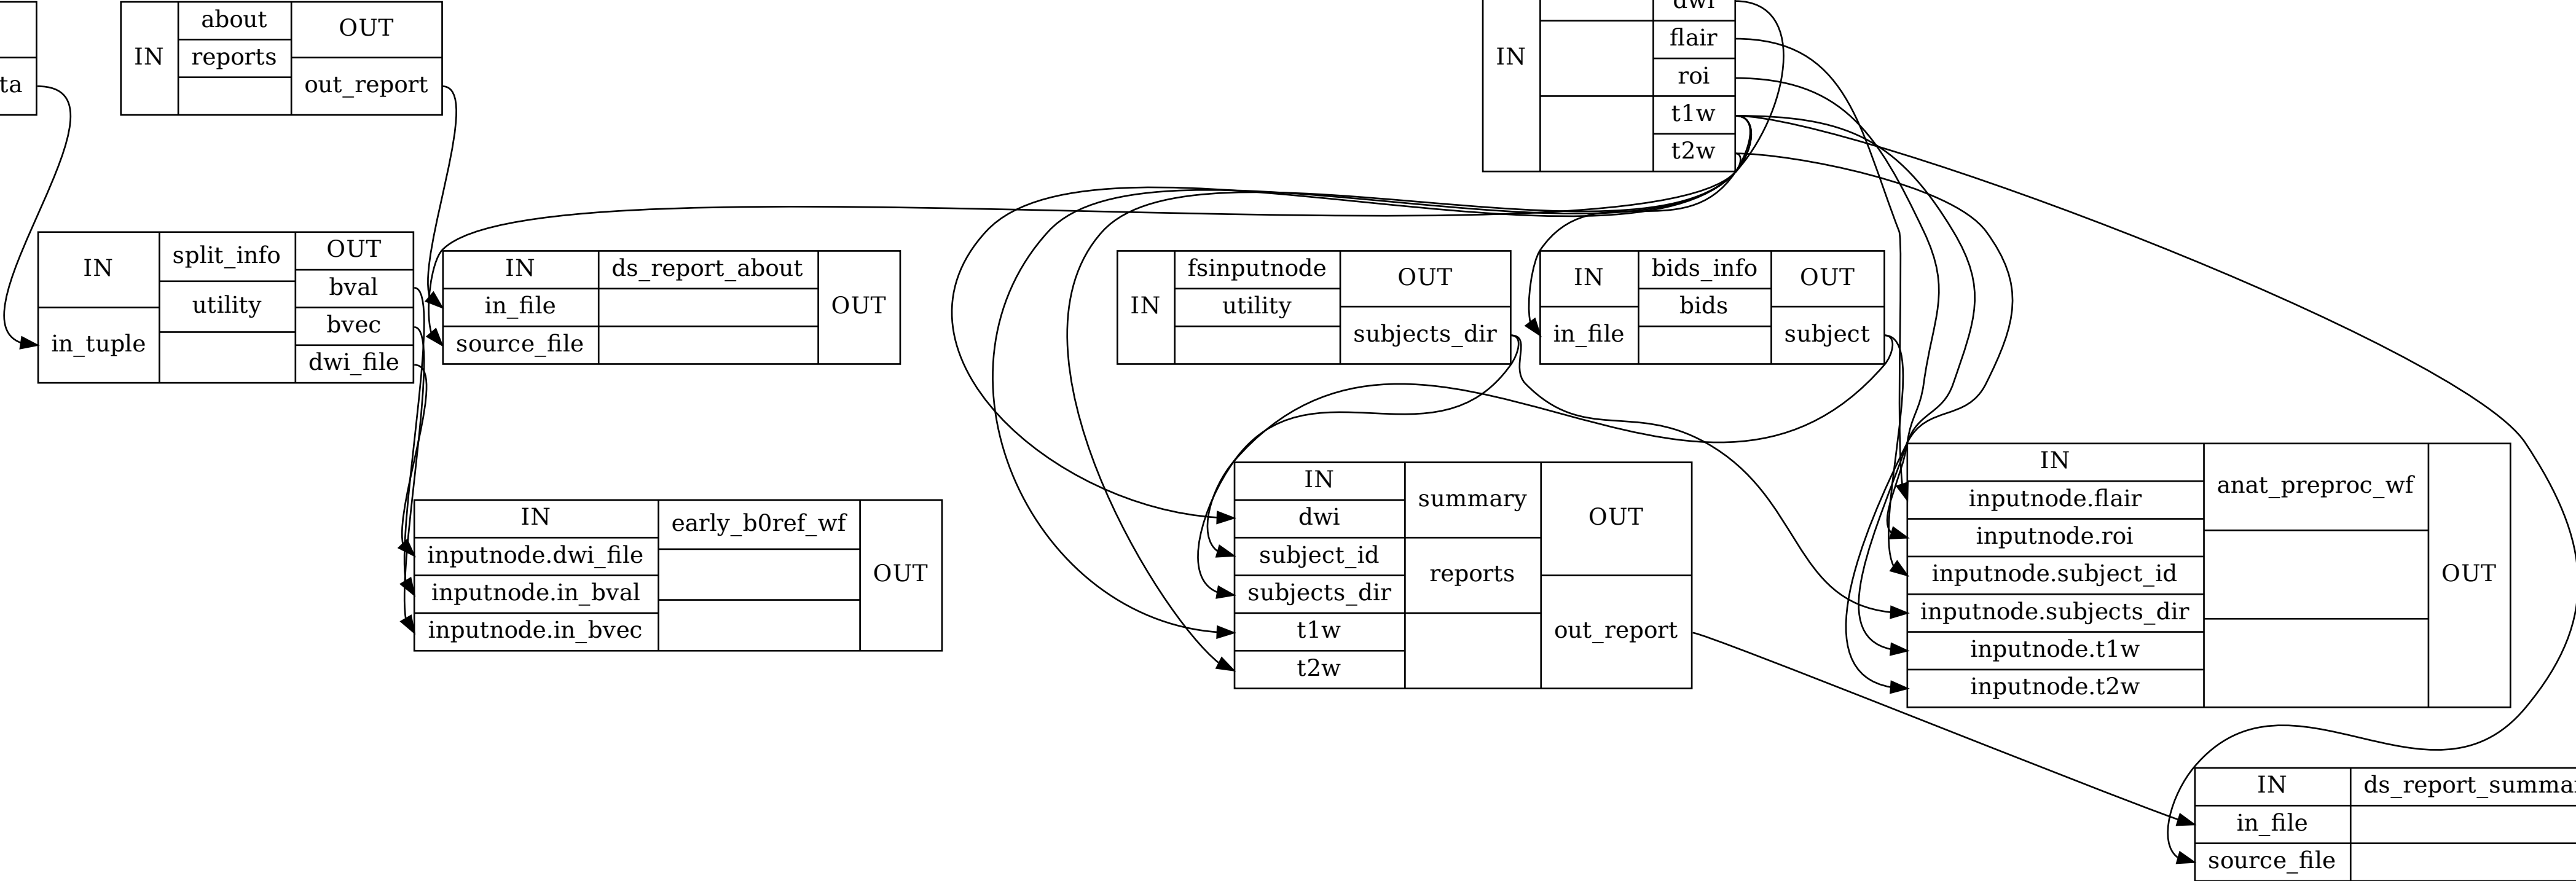 ta
IN
about
reports
OUT
out_report
IN
dwi
flair
roi
t1w
t2w
IN
in_tuple
split_info
utility
OUT
bval
bvec
dwi_file
IN
in_file
source_file
ds_report_about
OUT
IN
fsinputnode
utility
OUT
subjects_dir
IN
in_file
bids_info
bids
OUT
subject
IN
inputnode.dwi_file
inputnode.in_bval
inputnode.in_bvec
early_b0ref_wf
OUT
IN
dwi
subject_id
subjects_dir
t1w
t2w
summary
reports
OUT
out_report
IN
inputnode.flair
inputnode.roi
inputnode.subject_id
inputnode.subjects_dir
inputnode.t1w
inputnode.t2w
anat_preproc_wf
OUT
IN
in_file
source_file
ds_report_summar